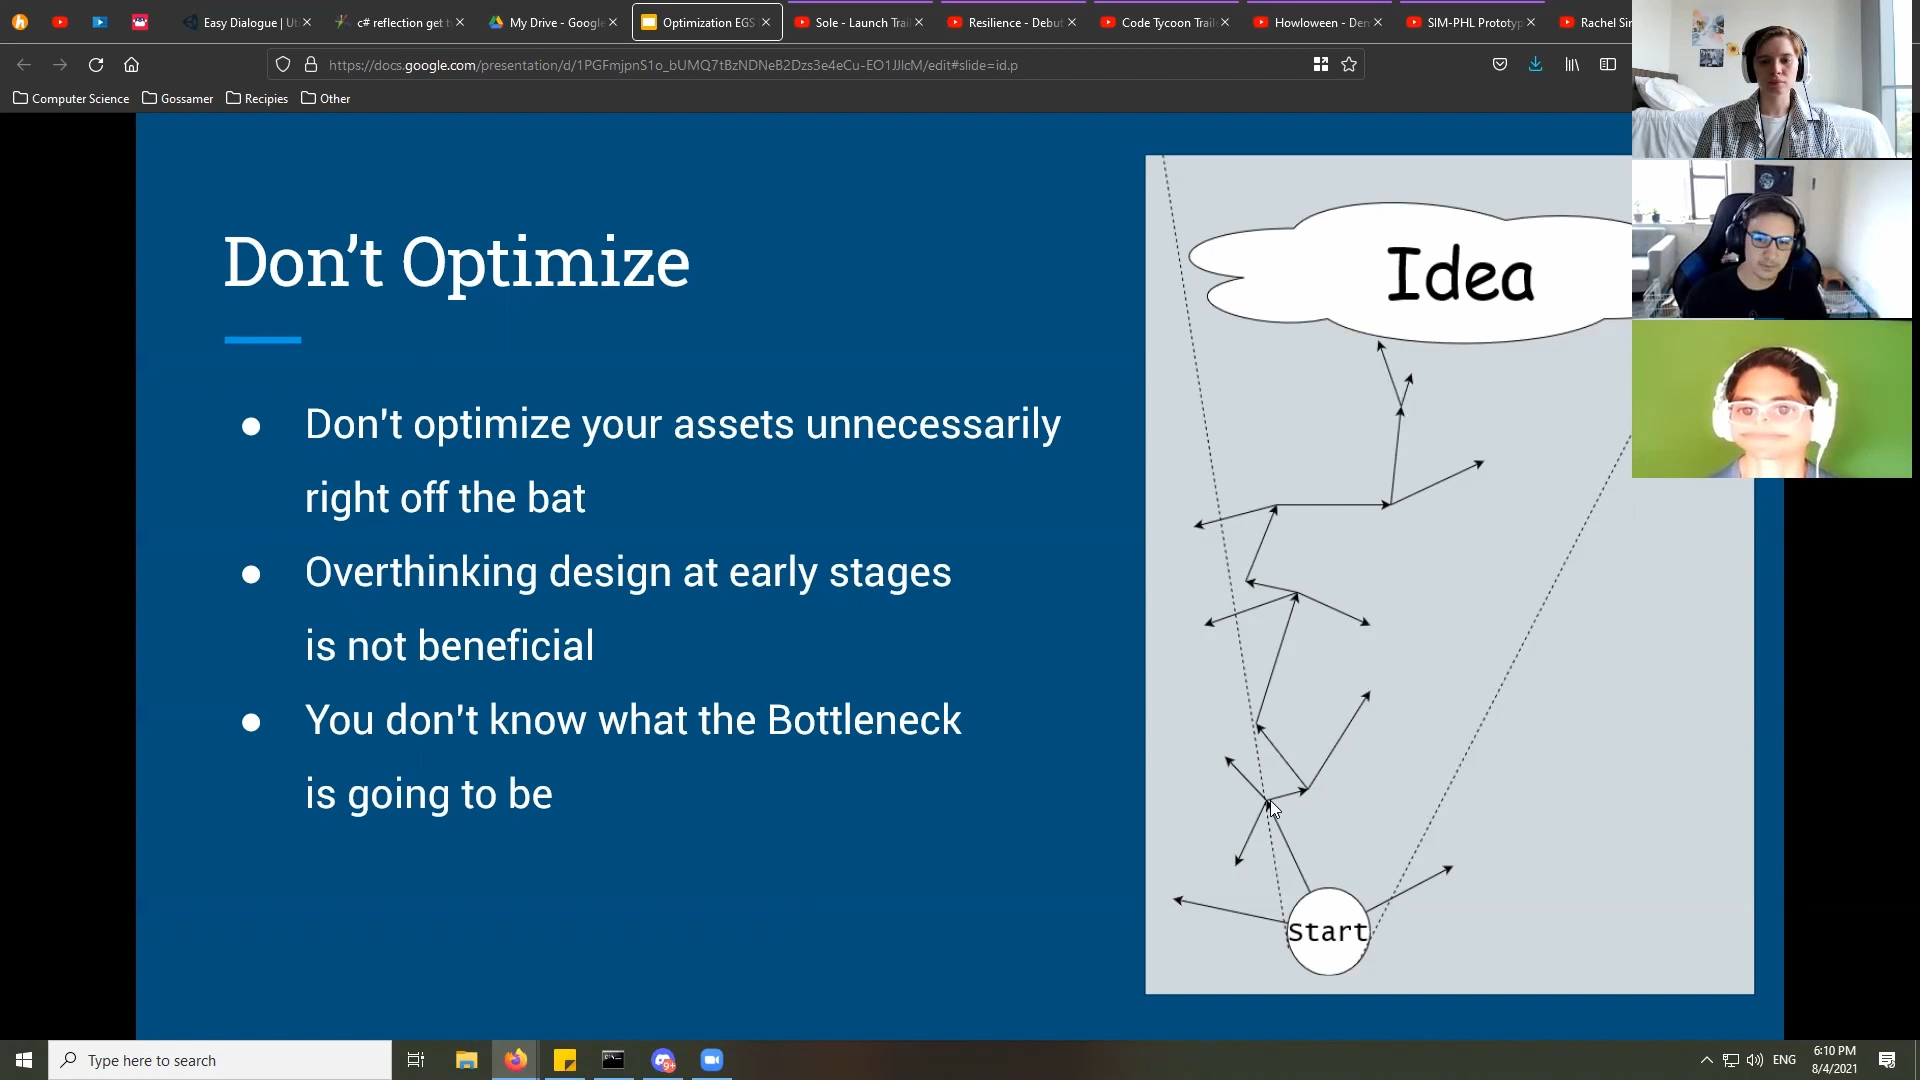 Easy Dialogue | Ut
c# reflection get t
My Drive - Google
Optimization EGS
Sole - Launch Trai
Resilience - Debut
Code Tycoon Trail
Howloween - Dem
SIM-PHL Prototyp
Rachel Sir
https://docs.google.com/presentation/d/1PGFmjpnS1o_bUMQ7tBzNDNeB2Dzs3e4eCu-EO1JJlcM/edit#slide=id.p
Computer Science
Gossamer
Recipies
Other
Don't Optimize
Don't optimize your assets unnecessarily
right off the bat
Overthinking design at early stages
is not beneficial
You don't know what the Bottleneck
is going to be
Idea
Start
Type here to search
9+
ENG
6:10 PM
8/4/2021